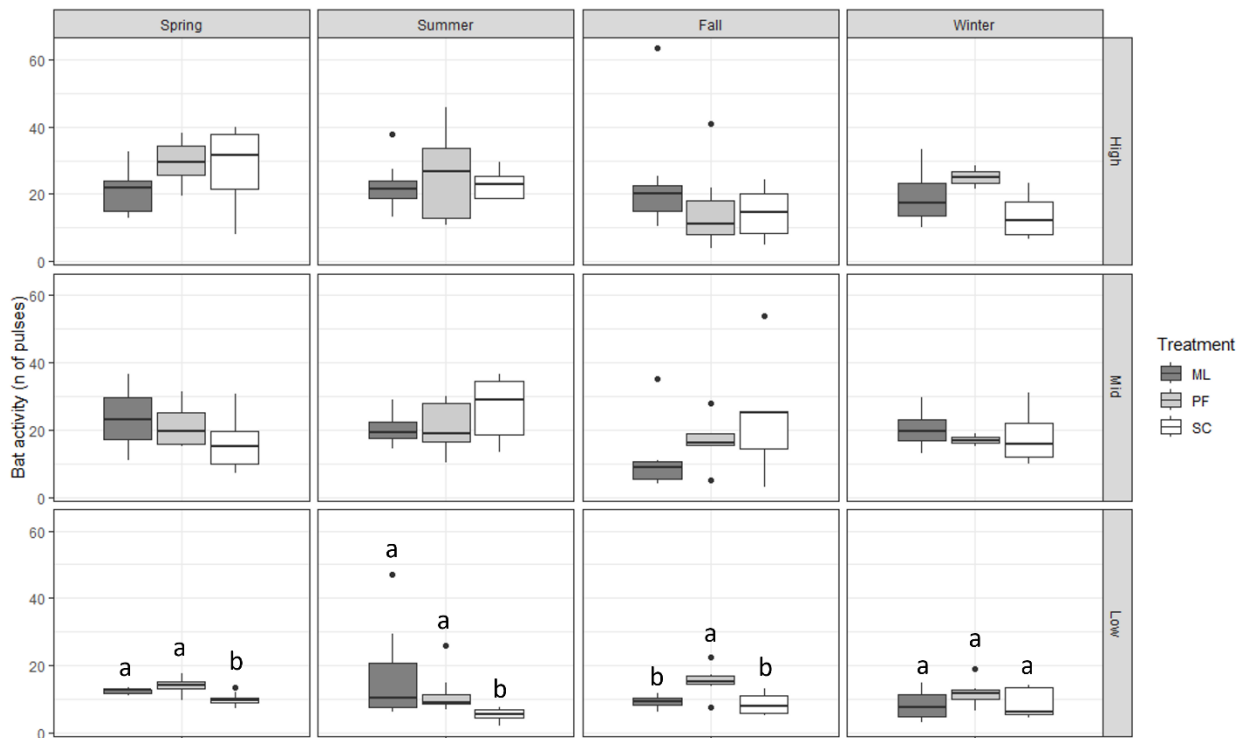 Spring Summer Fall Winter
60
40
20
0
High
Bat activity (n of pulses)
60
40
20
0
Mid
60
40
20
0
a a b
a a b
b a b
a a a
Low
Treatment
ML
PF
SC